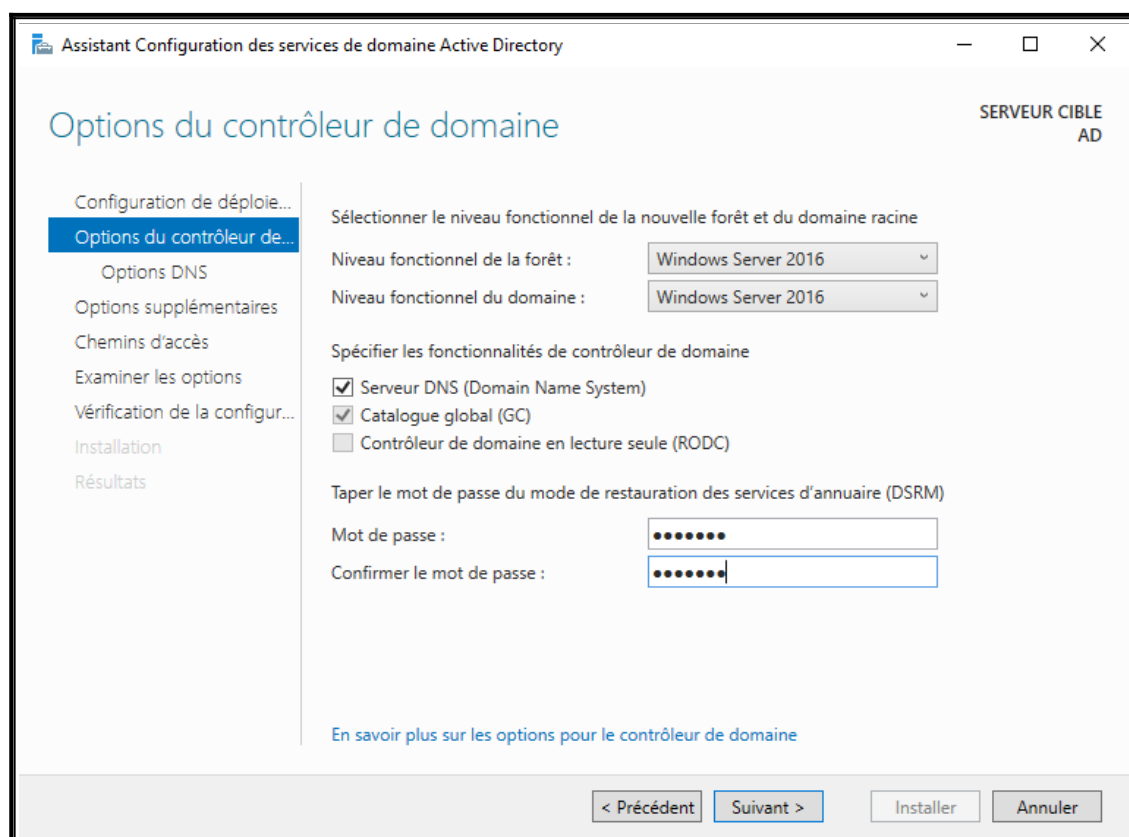 Assistant Configuration des services de domaine Active Directory
Options du contrôleur de domaine
SERVEUR CIBLE
AD
Configuration de déploie...
Options du contrôleur de...
Options DNS
Options supplémentaires
Chemins d'accès
Examiner les options
Vérification de la configur...
Installation
Résultats
Sélectionner le niveau fonctionnel de la nouvelle forêt et du domaine racine
Niveau fonctionnel de la forêt : Windows Server 2016
Niveau fonctionnel du domaine : Windows Server 2016
Spécifier les fonctionnalités de contrôleur de domaine
Serveur DNS (Domain Name System)
Catalogue global (GC)
Contrôleur de domaine en lecture seule (RODC)
Taper le mot de passe du mode de restauration des services d'annuaire (DSRM)
Mot de passe : •••••••
Confirmer le mot de passe : •••••••
En savoir plus sur les options pour le contrôleur de domaine
< Précédent Suivant > Installer Annuler